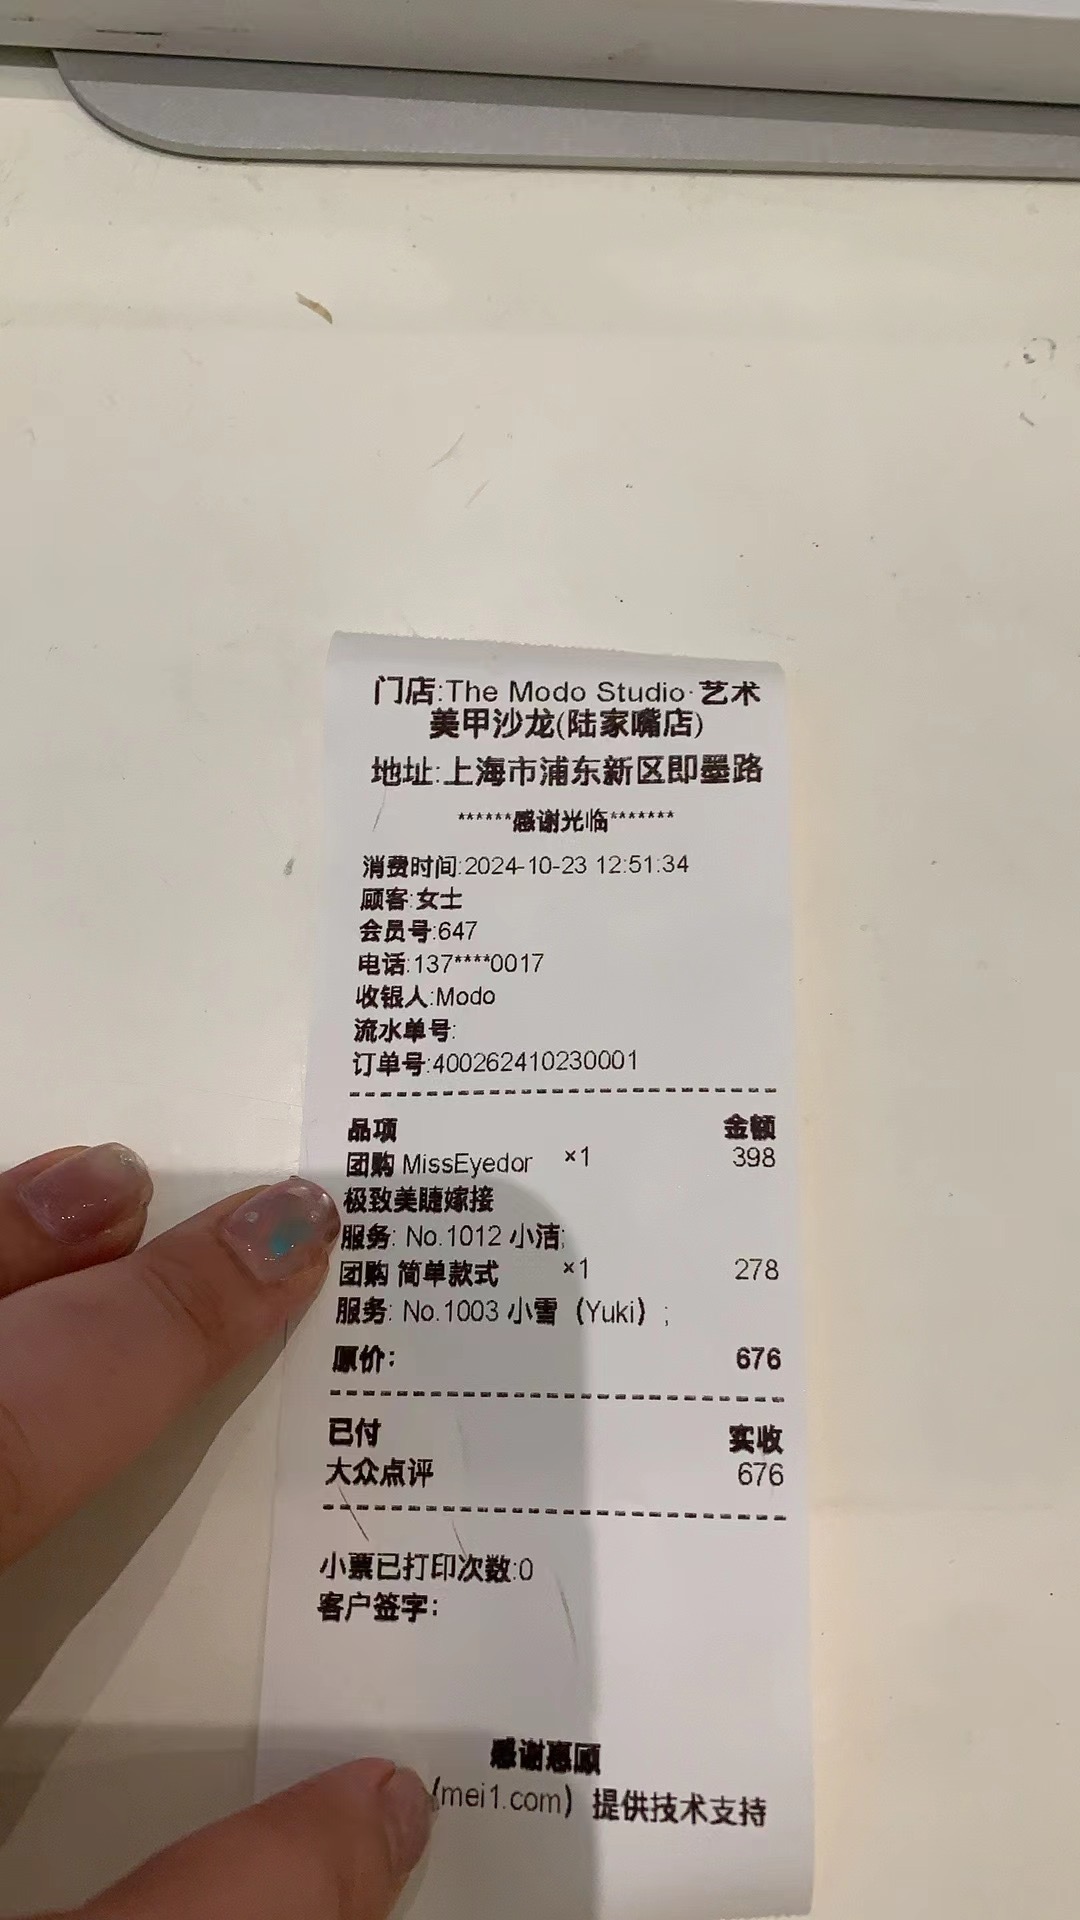 门店:The Modo Studio·艺术
美甲沙龙(陆家嘴店)
地址:上海市浦东新区即墨路
******感谢光临*******
消费时间:2024-10-23 12:51:34
顾客:女士
会员号:647
电话:137****0017
收银人:Modo
流水单号:
订单号:400262410230001
品项 金额
团购 MissEyedor ×1 398
极致美睫嫁接
服务: No.1012 小洁;
团购 简单款式 ×1 278
服务: No.1003 小雪（Yuki）;
原价: 676
已付 实收
大众点评 676
小票已打印次数:0
客户签字:
感谢惠顾
(mei1.com）提供技术支持